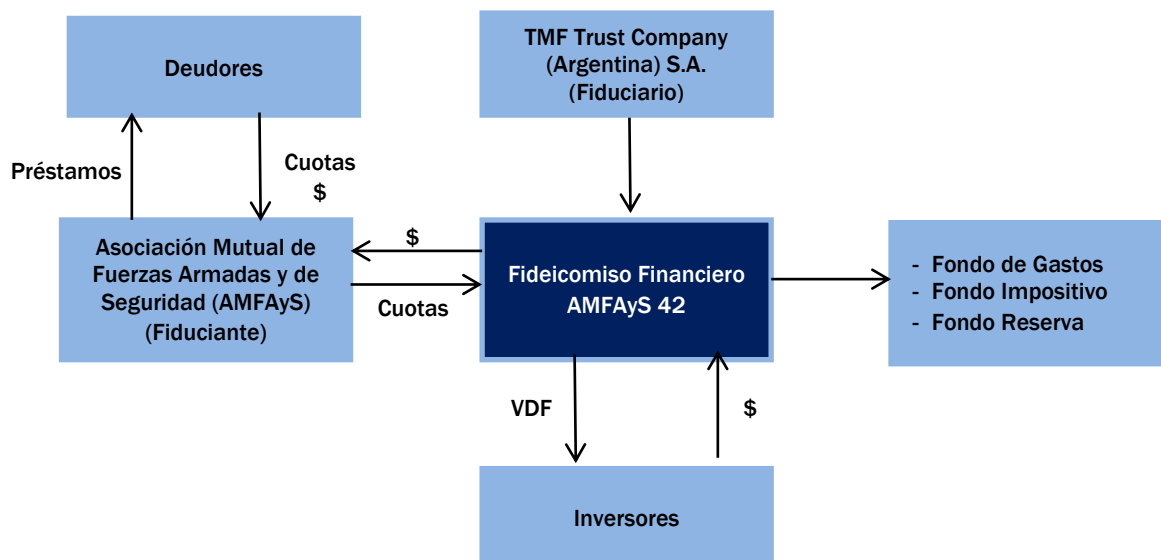 Deudores
TMF Trust Company
(Argentina) S.A.
(Fiduciario)
Préstamos
Cuotas
$
Asociación Mutual de
Fuerzas Armadas y de
Seguridad (AMFAyS)
(Fiduciante)
$
Cuotas
Fideicomiso Financiero
AMFAyS 42
- Fondo de Gastos
- Fondo Impositivo
- Fondo Reserva
VDF
$
Inversores